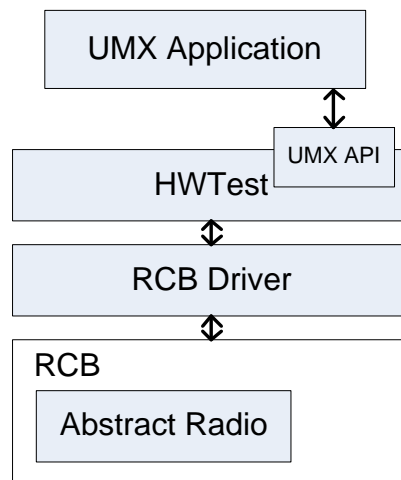 UMX Application
UMX API
HWTest
RCB Driver
RCB
Abstract Radio